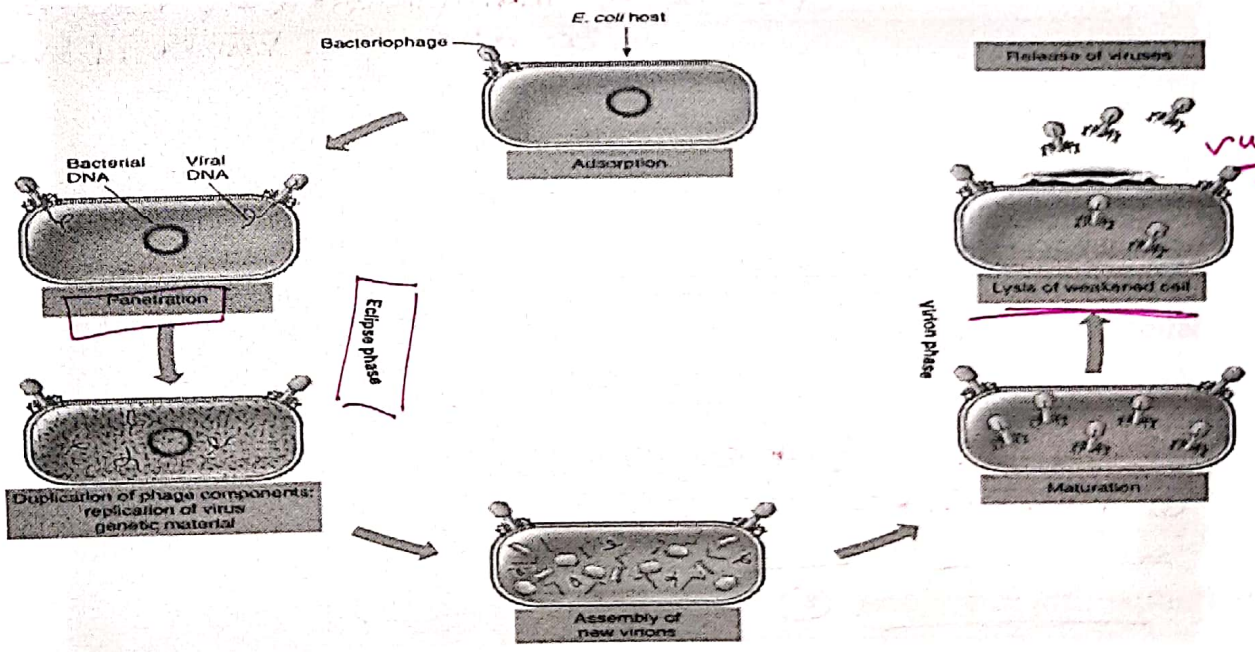 E. coli host
Bacteriophage
Adsorption
Bacterial
DNA
Viral
DNA
Penetration
Eclipse phase
Duplication of phage components;
replication of virus
genetic material
Assembly of
new virions
Maturation
Virion phase
Lysis of weakened cell
Release of viruses